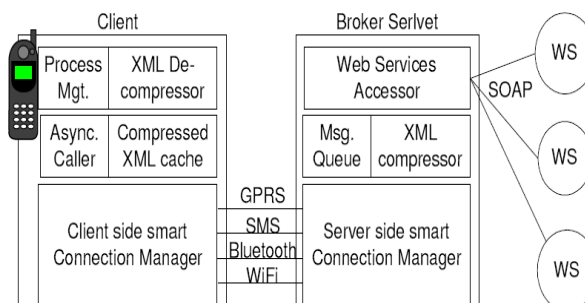 Client
Broker Serlvet
Process
Mgt.
XML De-
compressor
Async.
Caller
Compressed
XML cache
Client side smart
Connection Manager
GPRS
SMS
Bluetooth
WiFi
Web Services
Accessor
Msg.
Queue
XML
compressor
Server side smart
Connection Manager
SOAP
WS
WS
WS